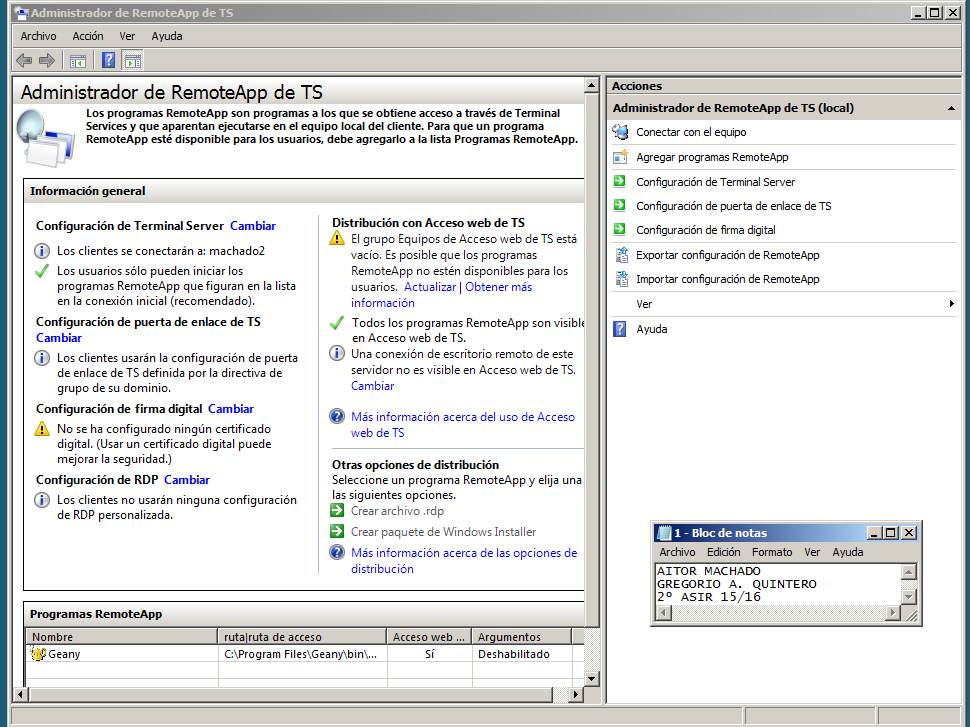 Administrador de RemoteApp de TS
Archivo Acción Ver Ayuda
Administrador de RemoteApp de TS
Los programas RemoteApp son programas a los que se obtiene acceso a través de Terminal
Services y que aparentan ejecutarse en el equipo local del cliente. Para que un programa
RemoteApp esté disponible para los usuarios, debe agregarlo a la lista Programas RemoteApp.
Información general
Configuración de Terminal Server Cambiar
Los clientes se conectarán a: machado2
Los usuarios sólo pueden iniciar los
programas RemoteApp que figuran en la lista
en la conexión inicial (recomendado).
Configuración de puerta de enlace de TS
Cambiar
Los clientes usarán la configuración de puerta
de enlace de TS definida por la directiva de
grupo de su dominio.
Configuración de firma digital Cambiar
No se ha configurado ningún certificado
digital. (Usar un certificado digital puede
mejorar la seguridad.)
Configuración de RDP Cambiar
Los clientes no usarán ninguna configuración
de RDP personalizada.
Distribución con Acceso web de TS
El grupo Equipos de Acceso web de TS está
vacío. Es posible que los programas
RemoteApp no estén disponibles para los
usuarios. Actualizar | Obtener más
información
Todos los programas RemoteApp son visible
en Acceso web de TS.
Una conexión de escritorio remoto de este
servidor no es visible en Acceso web de TS.
Cambiar
Más información acerca del uso de Acceso
web de TS
Otras opciones de distribución
Seleccione un programa RemoteApp y elija una
las siguientes opciones.
Crear archivo .rdp
Crear paquete de Windows Installer
Más información acerca de las opciones de
distribución
Programas RemoteApp
Nombre ruta|ruta de acceso Acceso web ... Argumentos
Geany C:\Program Files\Geany\bin\... Sí Deshabilitado
Acciones
Administrador de RemoteApp de TS (local)
Conectar con el equipo
Agregar programas RemoteApp
Configuración de Terminal Server
Configuración de puerta de enlace de TS
Configuración de firma digital
Exportar configuración de RemoteApp
Importar configuración de RemoteApp
Ver
Ayuda
1 - Bloc de notas
Archivo Edición Formato Ver Ayuda
AITOR MACHADO
GREGORIO A. QUINTERO
2º ASIR 15/16